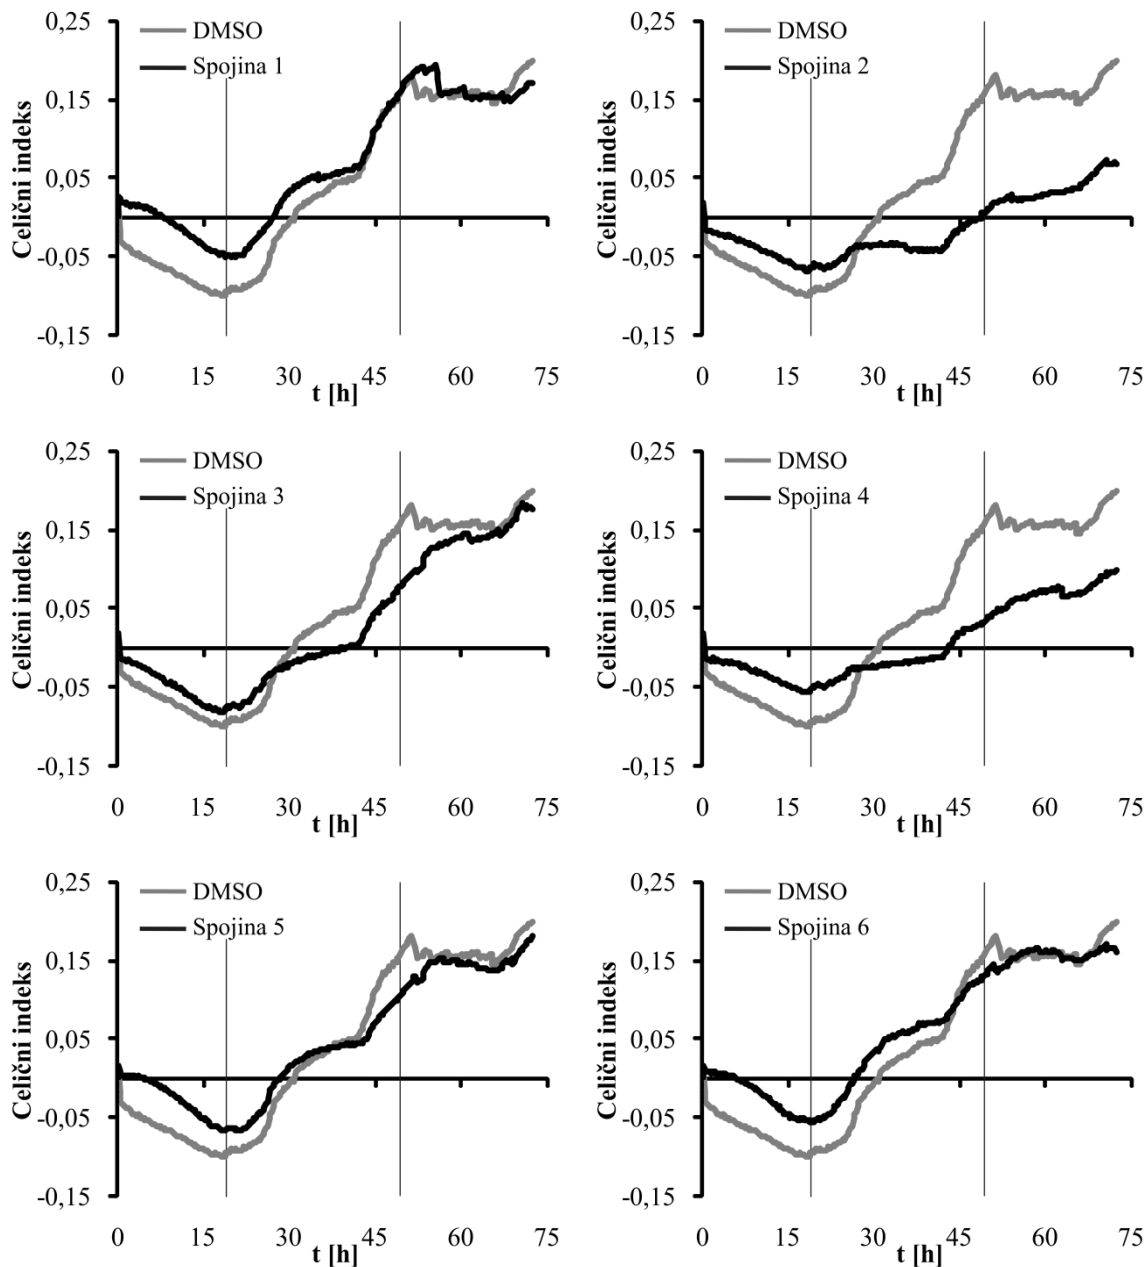 0,25
DMSO
Spojina 1
0,15
0,05
-0,05
-0,15
Celični indeks
0 15 30 45 60 75
t [h]
0,25
DMSO
Spojina 2
0,15
0,05
-0,05
-0,15
Celični indeks
0 15 30 45 60 75
t [h]
0,25
DMSO
Spojina 3
0,15
0,05
-0,05
-0,15
Celični indeks
0 15 30 45 60 75
t [h]
0,25
DMSO
Spojina 4
0,15
0,05
-0,05
-0,15
Celični indeks
0 15 30 45 60 75
t [h]
0,25
DMSO
Spojina 5
0,15
0,05
-0,05
-0,15
Celični indeks
0 15 30 45 60 75
t [h]
0,25
DMSO
Spojina 6
0,15
0,05
-0,05
-0,15
Celični indeks
0 15 30 45 60 75
t [h]